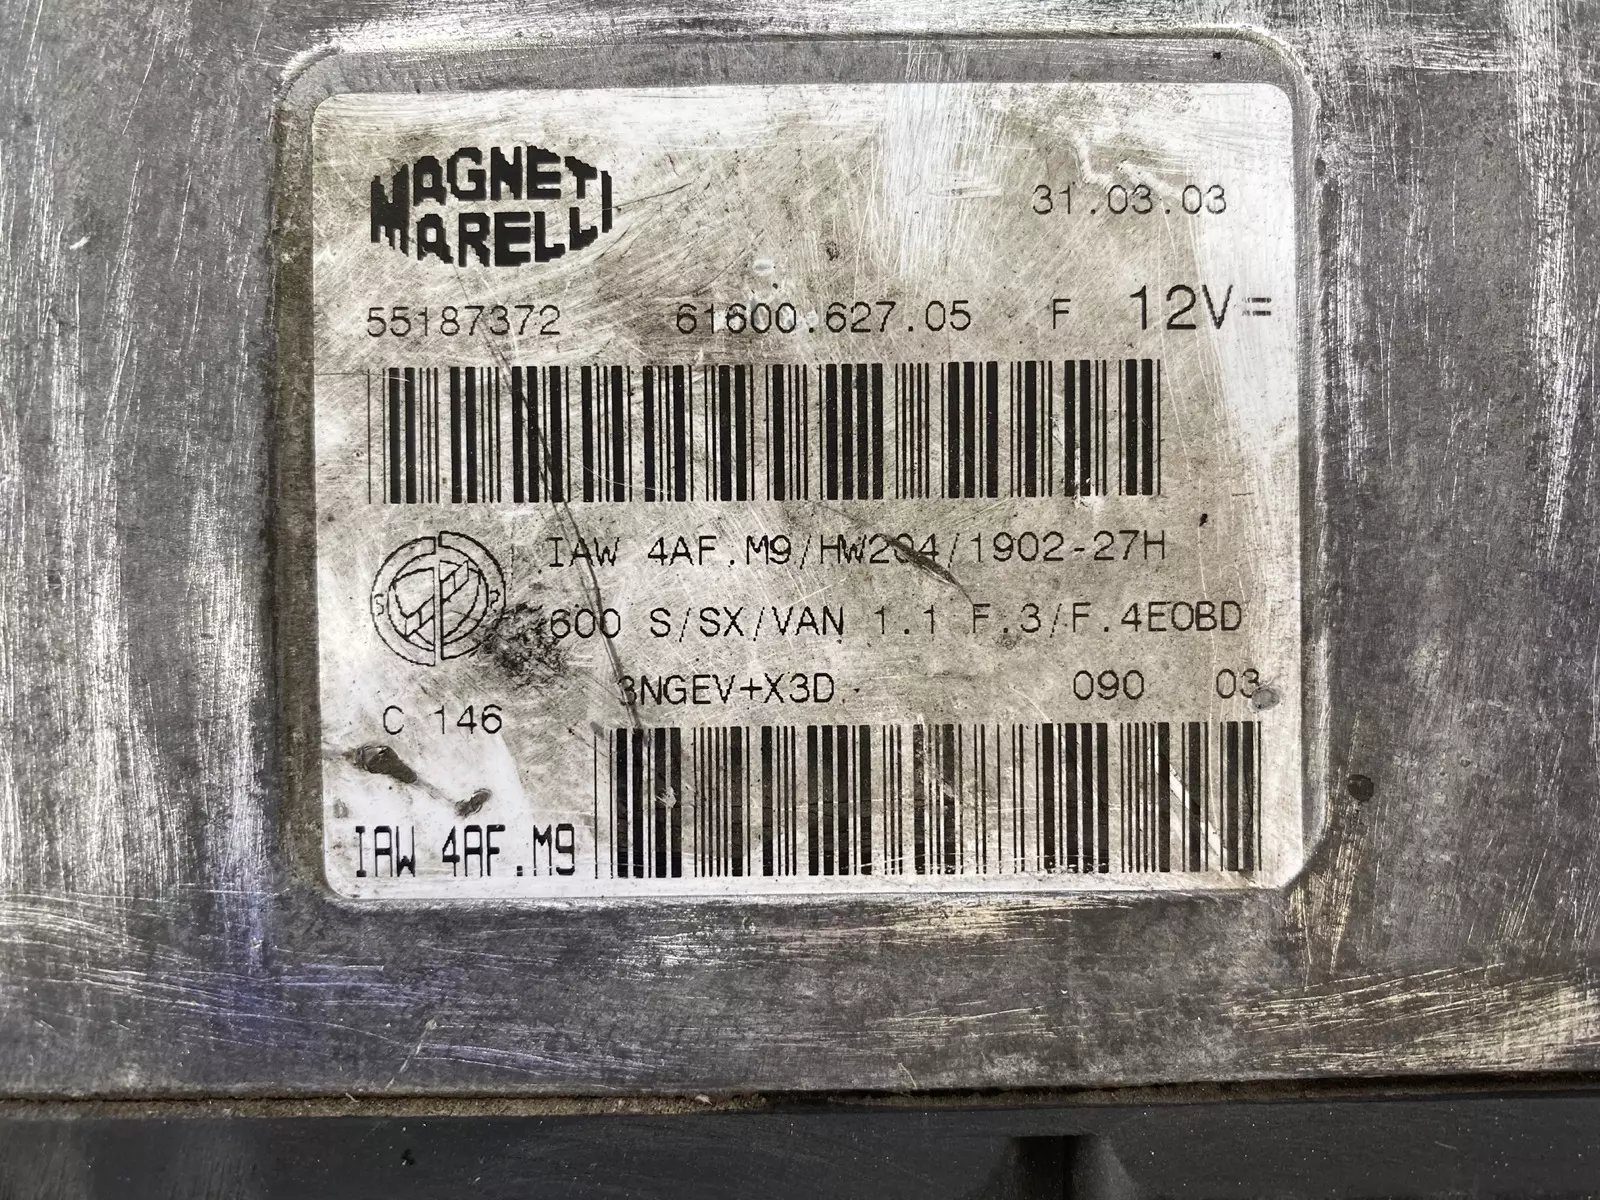 MAGNETI
MARELLI
31.03.03
55187372 61600.627.05 F 12V=
IAW 4AF.M9/HW204/1902-27H
600 S/SX/VAN 1.1 F.3/F.4EOBD
3NGEV+X3D 090 03
C 146
IAW 4AF.M9